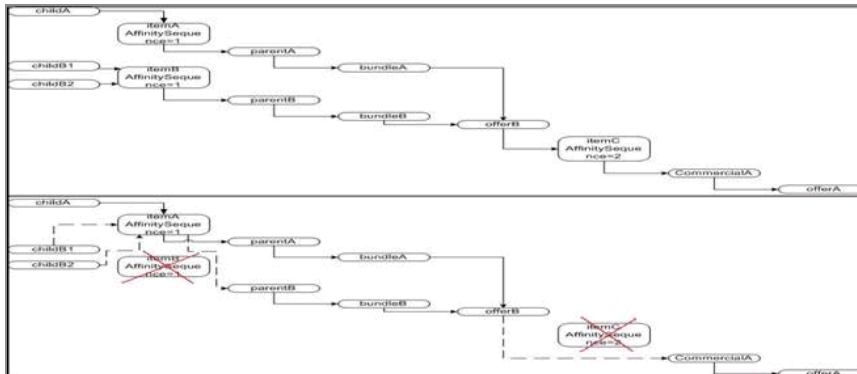 childA
itemA
AffinitySeque
nce=1
parentA
childB1
itemB
AffinitySeque
nce=1
bundleA
childB2
parentB
bundleB
offerB
itemC
AffinitySeque
nce=2
CommercialA
offerA
childA
itemA
AffinitySeque
nce=1
parentA
childB1
childB2
itemB
AffinitySeque
nce=1
bundleA
parentB
bundleB
offerB
itemC
AffinitySeque
nce=2
CommercialA
offerA